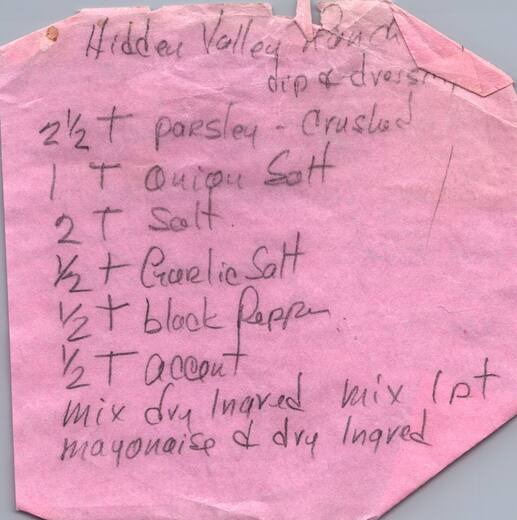 Hidden Valley Ranch
dip & dressing
2½ T parsley - Crushed
1 T Onion Salt
2 T Salt
½ t Garlic Salt
½ t black Pepper
½ T accent
mix dry Ingred mix 1 pt
mayonaise & dry Ingred